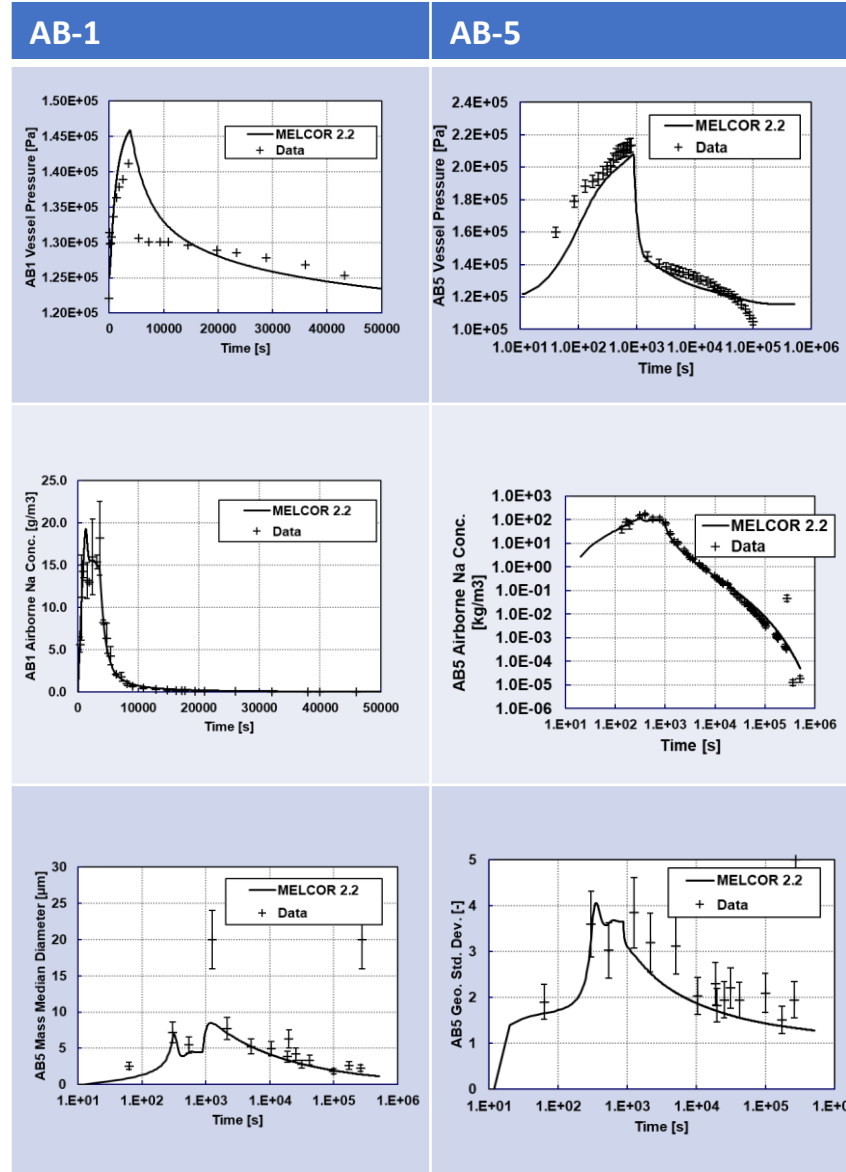 AB-1
AB-5
AB1 Vessel Pressure [Pa]
1.50E+05
1.45E+05
1.40E+05
1.35E+05
1.30E+05
1.25E+05
1.20E+05
MELCOR 2.2
Data
0 10000 20000 30000 40000 50000
Time [s]
AB5 Vessel Pressure [Pa]
2.4E+05
2.2E+05
2.0E+05
1.8E+05
1.6E+05
1.4E+05
1.2E+05
1.0E+05
MELCOR 2.2
Data
1.0E+01 1.0E+02 1.0E+03 1.0E+04 1.0E+05 1.0E+06
Time [s]
AB1 Airborne Na Conc. [g/m3]
25.0
20.0
15.0
10.0
5.0
0.0
MELCOR 2.2
Data
0 10000 20000 30000 40000 50000
Time [s]
AB5 Airborne Na Conc.
[kg/m3]
1.0E+03
1.0E+02
1.0E+01
1.0E+00
1.0E-01
1.0E-02
1.0E-03
1.0E-04
1.0E-05
1.0E-06
MELCOR 2.2
Data
1.E+01 1.E+02 1.E+03 1.E+04 1.E+05 1.E+06
Time [s]
AB5 Mass Median Diameter [µm]
30
25
20
15
10
5
0
MELCOR 2.2
Data
1.E+01 1.E+02 1.E+03 1.E+04 1.E+05 1.E+06
Time [s]
AB5 Geo. Std. Dev. [-]
5
4
3
2
1
0
MELCOR 2.2
Data
1.E+01 1.E+02 1.E+03 1.E+04 1.E+05
Time [s]